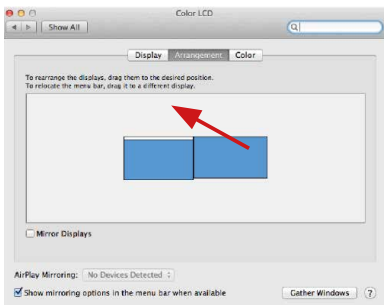 Color LCD
Show All
Display Arrangement Color
To rearrange the displays, drag them to the desired position.
To relocate the menu bar, drag it to a different display.
Mirror Displays
AirPlay Mirroring: No Devices Detected
Show mirroring options in the menu bar when available
Gather Windows ?